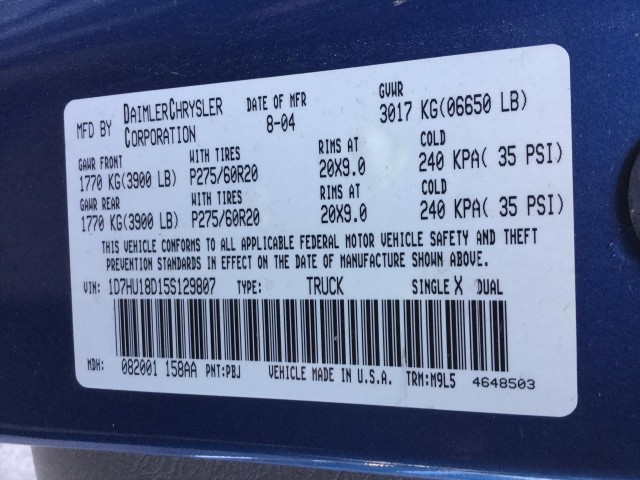 MFD BY DAIMLERCHRYSLER CORPORATION DATE OF MFR 8-04 GVWR 3017 KG(06650 LB)
GAWR FRONT WITH TIRES RIMS AT COLD
1770 KG(3900 LB) P275/60R20 20X9.0 240 KPA( 35 PSI)
GAWR REAR WITH TIRES RIMS AT COLD
1770 KG(3900 LB) P275/60R20 20X9.0 240 KPA( 35 PSI)
THIS VEHICLE CONFORMS TO ALL APPLICABLE FEDERAL MOTOR VEHICLE SAFETY AND THEFT
PREVENTION STANDARDS IN EFFECT ON THE DATE OF MANUFACTURE SHOWN ABOVE.
VIN: 1D7HU18D15S129807 TYPE: TRUCK SINGLE X DUAL
MDH: 082001 158AA PNT:PBJ VEHICLE MADE IN U.S.A. TRM:M9L5 4648503